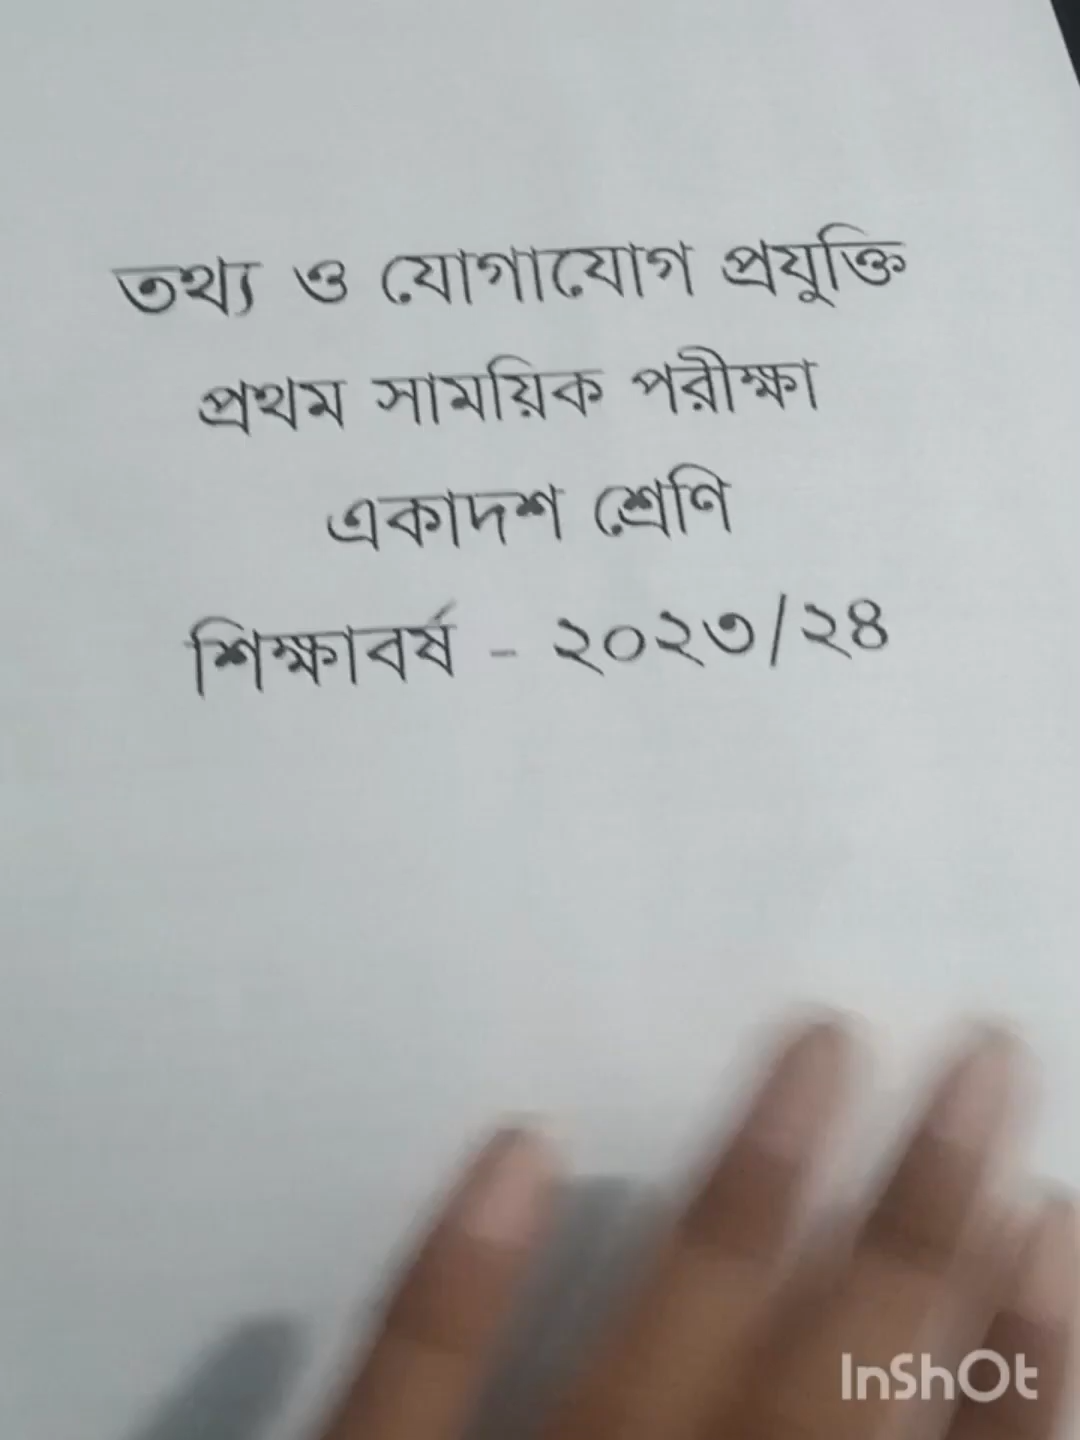 তথ্য ও যোগাযোগ প্রযুক্তি
প্রথম সাময়িক পরীক্ষা
একাদশ শ্রেণি
শিক্ষাবর্ষ - ২০২৩/২৪
InShOt